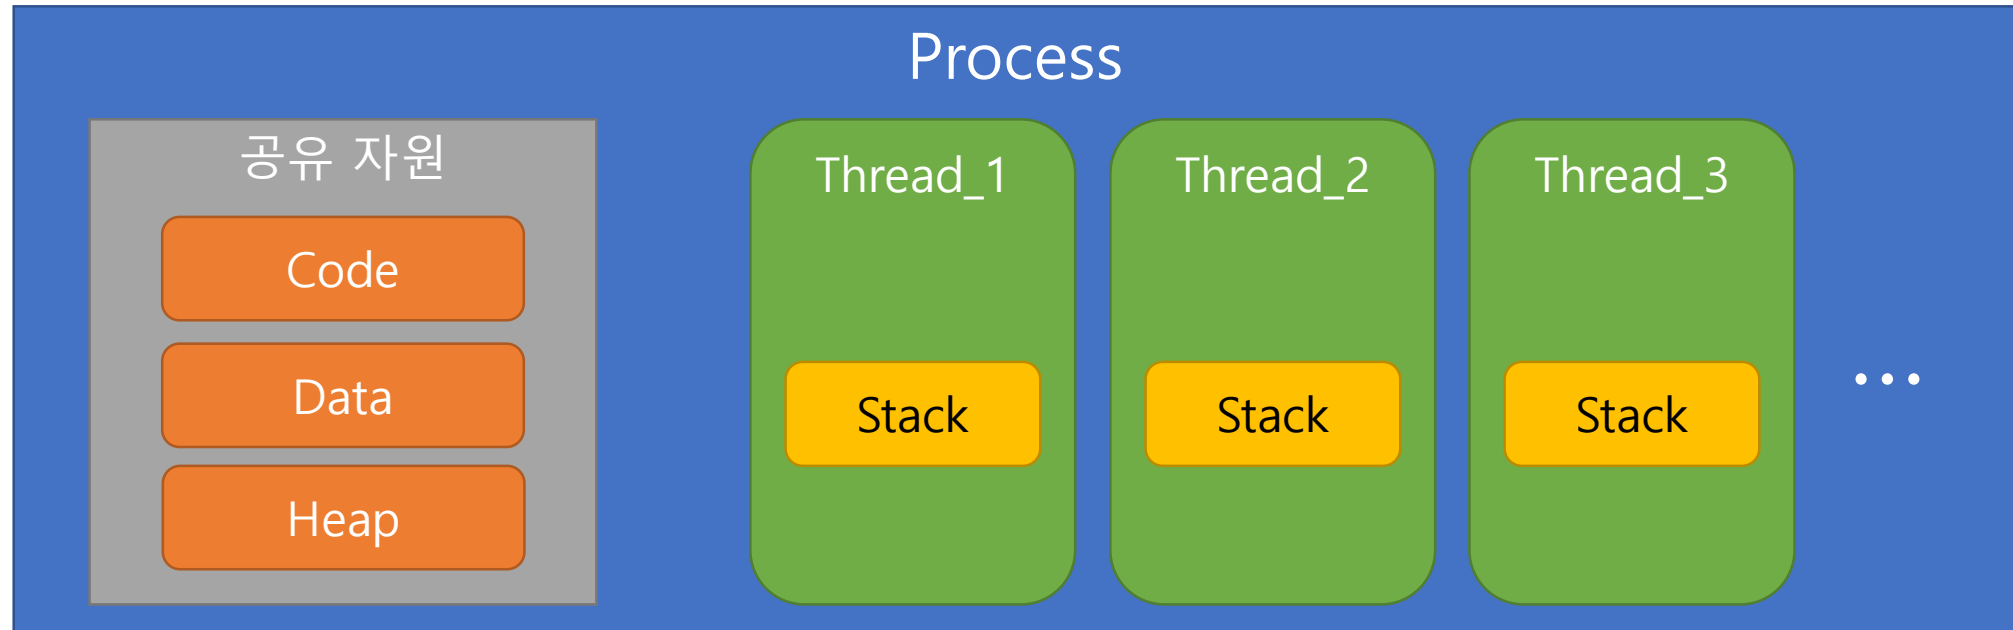 Process
공유 자원
Code
Data
Heap
Thread_1
Stack
Thread_2
Stack
Thread_3
Stack
...